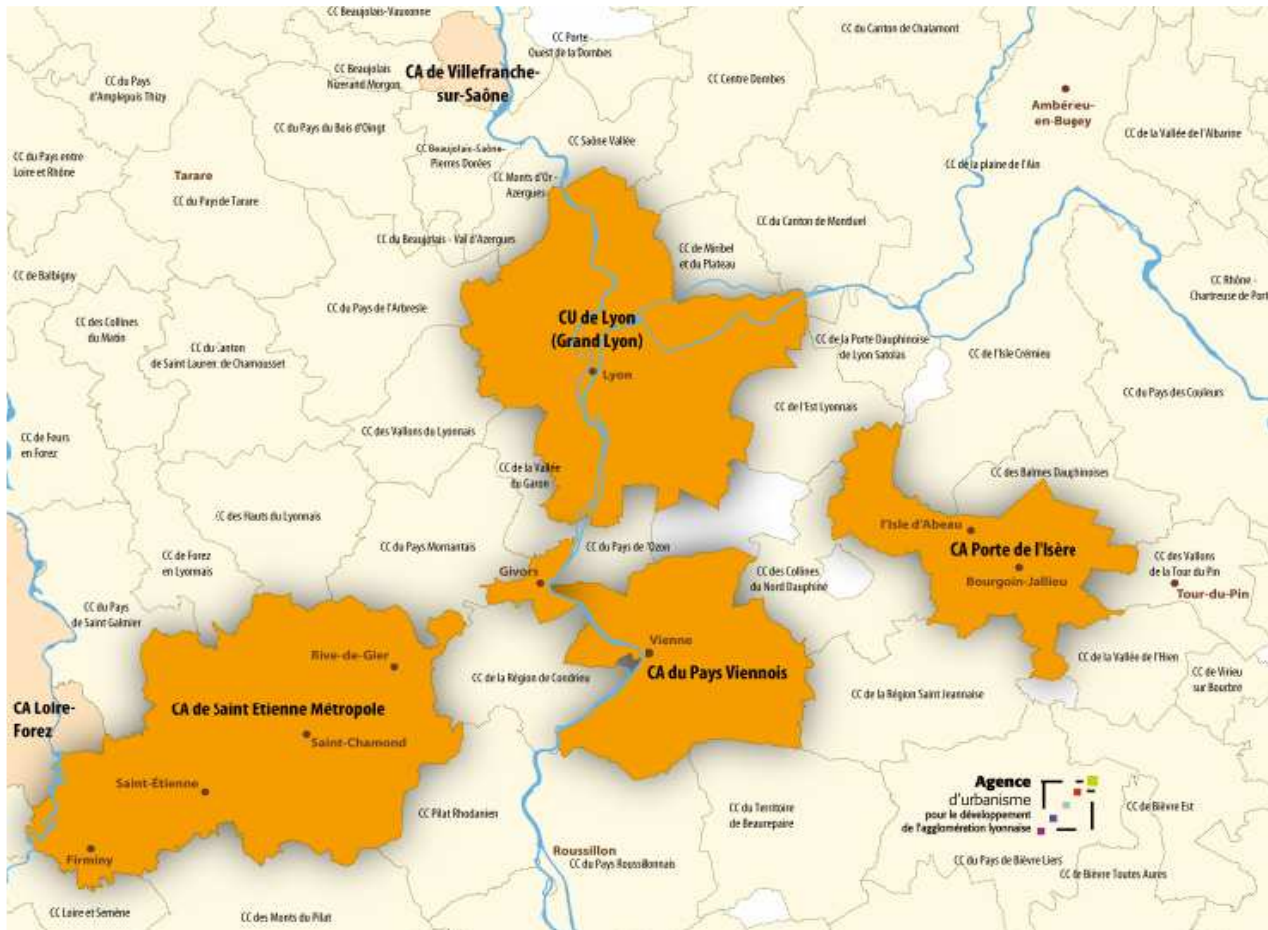 CC Beaujolais-Vauxonne
CC Porte
Ouest de la Dombes
CC du Canton de Chalamont
CC du Pays
d'Amplepuis Thizy
CC Beaujolais
Nizerand Morgon
CA de Villefranche-
sur-Saône
CC Centre Dombes
Ambéreu-
en-Bugey
CC du Pays du Bois d'Oingt
CC de la Vallée de l'Albarine
CC Saône Vallée
CC Beaujolais-Saône-
Pierres Dorées
CC du Pays entre
Loire et Rhône
CC de la plaine de l'Ain
Tarare
CC Monts d'Or -
Azergues
CC du Pays de Tarare
CC du Canton de Montluel
CC du Beaujolais - Val d'Azergues
CC de Miribel
et du Plateau
CC de Balbigny
CC Rhône -
Chartreuse de Port
CC du Pays de l'Arbresle
CC des Collines
du Matin
CU de Lyon
(Grand Lyon)
CC du Canton
de Saint Laurent de Chamousset
CC de la Porte Dauphinoise
de Lyon Satolas
CC de l'Isle Crémieu
Lyon
CC du Pays des Couleurs
CC de l'Est Lyonnais
CC des Vallons du Lyonnais
CC de Feurs
en Forez
CC de la Vallée
du Garon
CC des Balmes Dauphinoises
CC des Hauts du Lyonnais
l'Isle d'Abeau
CC du Pays Mornantais
CC du Pays de l'Ozon
CA Porte de l'Isère
CC de Forez
en Lyonnais
CC des Vallons
de la Tour du Pin
Givors
CC des Collines
du Nord Dauphiné
Bourgoin-Jallieu
Tour-du-Pin
CC du Pays
de Saint Galmier
Vienne
Rive-de-Gier
CC de la Vallée de l'Hien
CA du Pays Viennois
CC de la Région de Condrieu
CC de Virieu
sur Bourbre
CC de la Région Saint Jeannaise
CA Loire-
Forez
CA de Saint Etienne Métropole
Saint-Chamond
Saint-Étienne
Agence
d'urbanisme
pour le développement
de l'agglomération lyonnaise
CC du Territoire
de Beaurepaire
CC de Bièvre Est
CC Pilat Rhodanien
Firminy
Roussillon
CC du Pays Roussillonnais
CC du Pays de Bièvre Liers
CC de Bièvre Toutes Aures
CC Loire et Semène
CC des Monts du Pilat